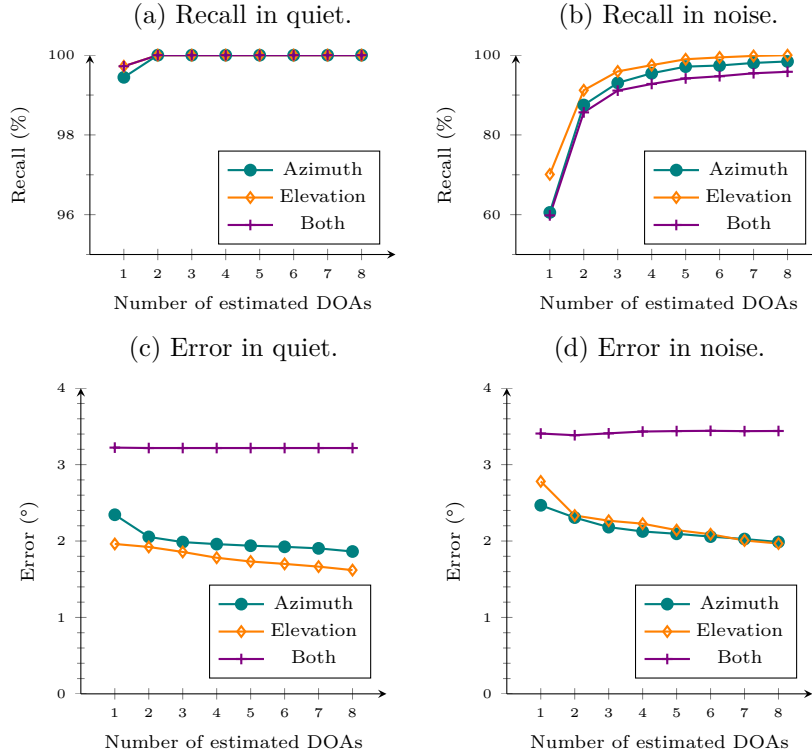 (a) Recall in quiet.
100
98
96
Recall (%)
Azimuth
Elevation
Both
1 2 3 4 5 6 7 8
Number of estimated DOAs
(b) Recall in noise.
100
80
60
Recall (%)
Azimuth
Elevation
Both
1 2 3 4 5 6 7 8
Number of estimated DOAs
(c) Error in quiet.
4
3
2
1
0
Error (°)
Azimuth
Elevation
Both
1 2 3 4 5 6 7 8
Number of estimated DOAs
(d) Error in noise.
4
3
2
1
0
Error (°)
Azimuth
Elevation
Both
1 2 3 4 5 6 7 8
Number of estimated DOAs